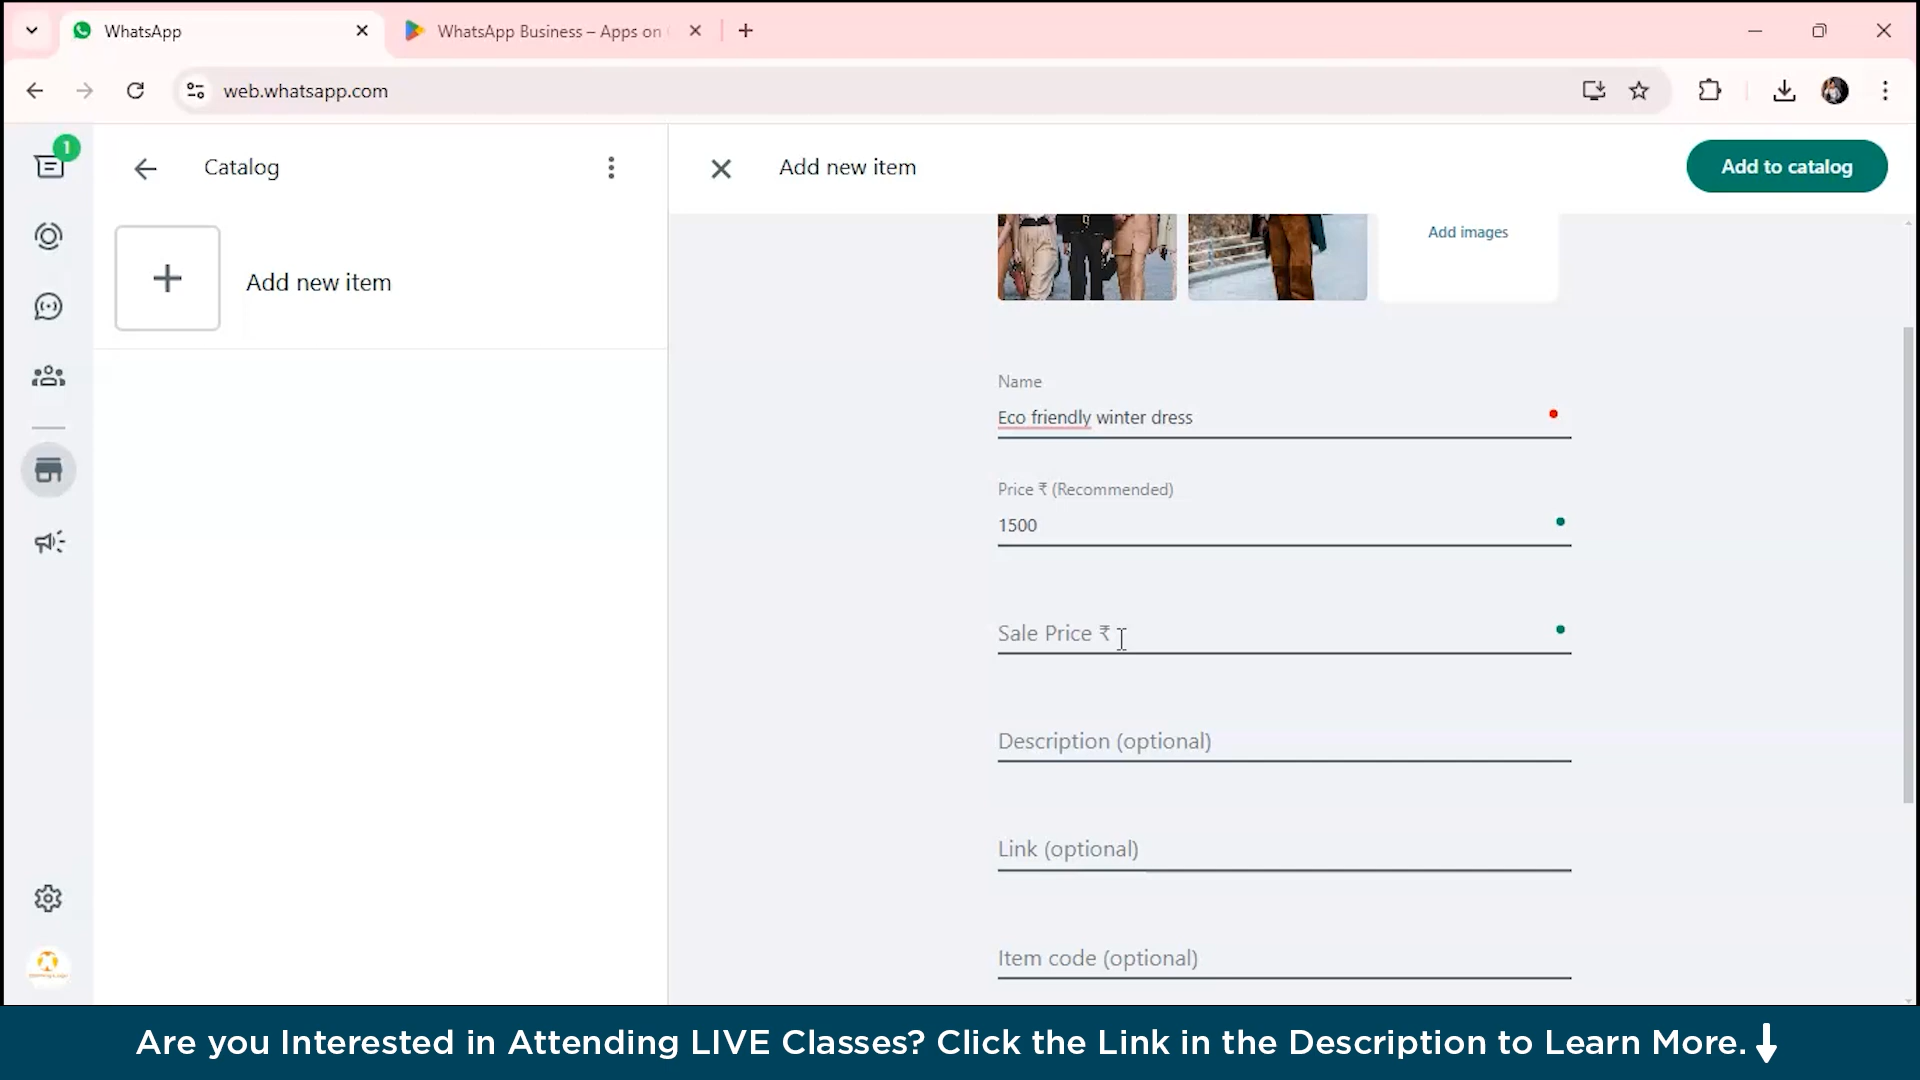 WhatsApp
WhatsApp Business – Apps on
web.whatsapp.com
1
Catalog
Add new item
Add to catalog
Add new item
Add images
Name
Eco friendly winter dress
Price ₹ (Recommended)
1500
Sale Price ₹
Description (optional)
Link (optional)
Item code (optional)
Are you Interested in Attending LIVE Classes? Click the Link in the Description to Learn More.